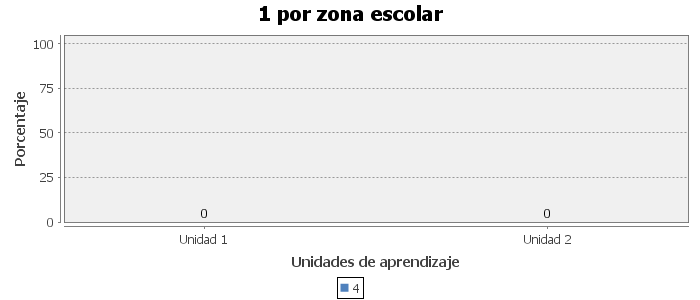 1 por zona escolar
100
75
50
25
0
Porcentaje
0
0
Unidad 1
Unidad 2
Unidades de aprendizaje
4